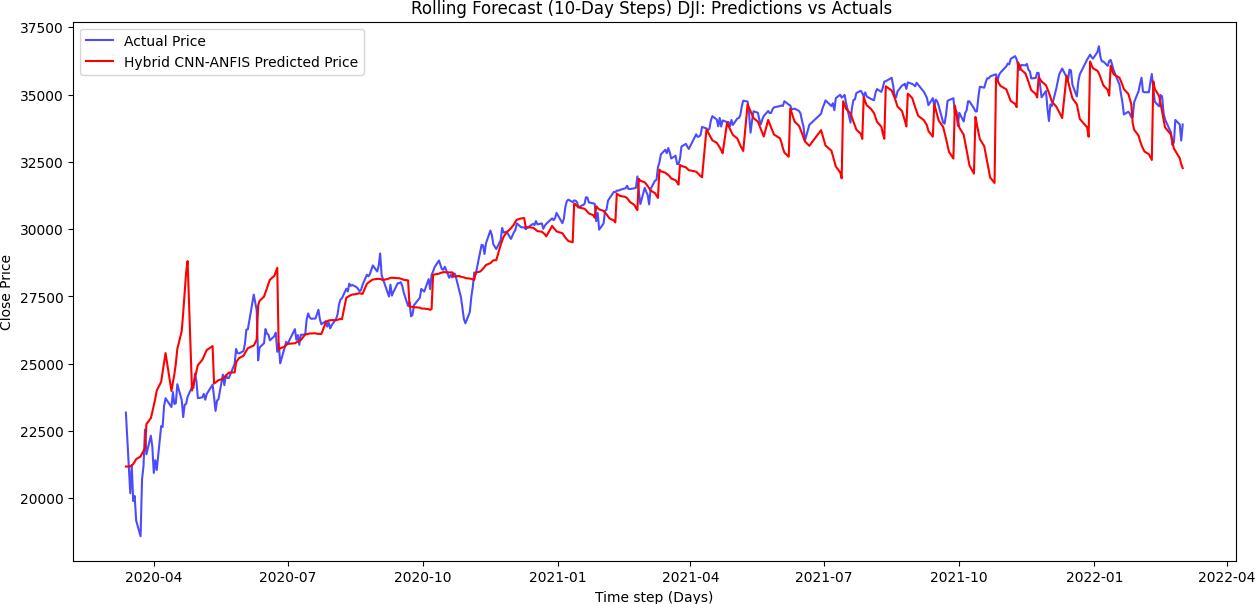 Rolling Forecast (10-Day Steps) DJI: Predictions vs Actuals
Actual Price
Hybrid CNN-ANFIS Predicted Price
Close Price
37500
35000
32500
30000
27500
25000
22500
20000
2020-04 2020-07 2020-10 2021-01 2021-04 2021-07 2021-10 2022-01 2022-04
Time step (Days)